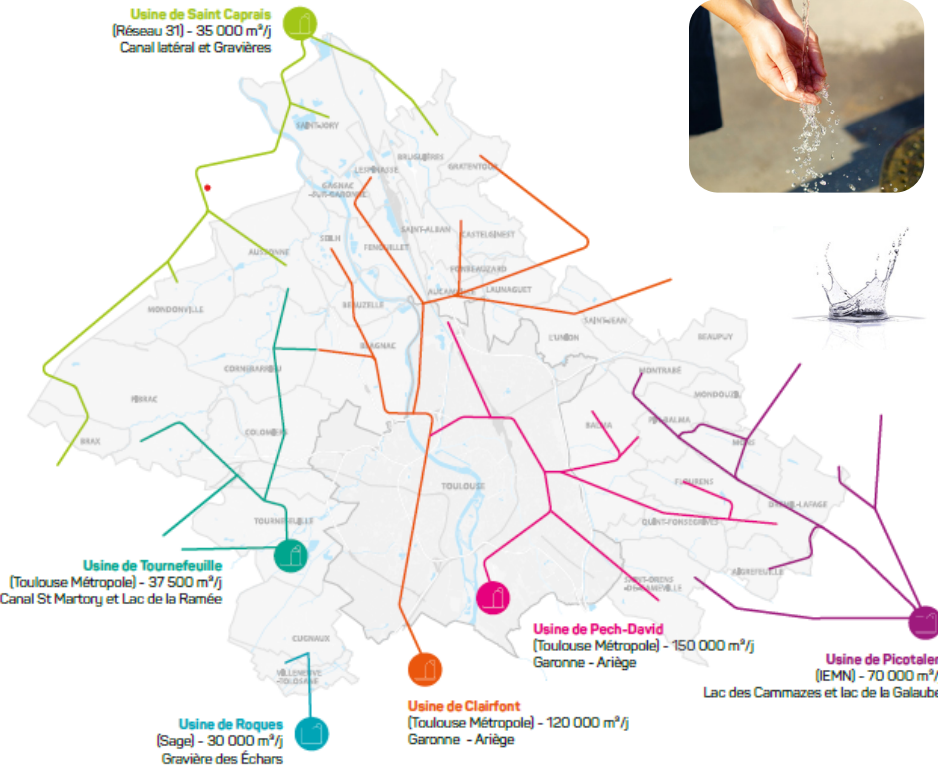 Usine de Saint Caprais
(Réseau 31) - 35 000 m³/j
Canal latéral et Gravières
SAINT-JORY
BRUGUIÈRES
GRATENTOUR
LESPINASSE
GAGNAC
-SUR-GARONNE
SAINT-ALBAN
CASTELGINEST
SEILH
FENOUILLET
AUSSONNE
FONBEAUZARD
AUCAMVILLE
LAUNAGUET
MONDONVILLE
BEAUZELLE
SAINT-JEAN
L'UNION
BEAUPUY
BLAGNAC
CORNEBARRIEU
MONTRABÉ
MONDOUZIL
PIBRAC
PIN-BALMA
BALMA
MONS
BRAX
COLOMIERS
TOULOUSE
FLOURENS
DRÉMIL-LAFAGE
TOURNEFEUILLE
QUINT-FONSEGRIVES
AIGREFEUILLE
SAINT-ORENS
-DE-GAMEVILLE
Usine de Tournefeuille
(Toulouse Métropole) - 37 500 m³/j
Canal St Martory et Lac de la Ramée
CUGNAUX
VILLENEUVE
-TOLOSANE
Usine de Pech-David
(Toulouse Métropole) - 150 000 m³/j
Garonne - Ariège
Usine de Picotalen
(IEMN) - 70 000 m³/
Lac des Cammazes et lac de la Galaube
Usine de Clairfont
(Toulouse Métropole) - 120 000 m³/j
Garonne - Ariège
Usine de Roques
(Sage) - 30 000 m³/j
Gravière des Échars